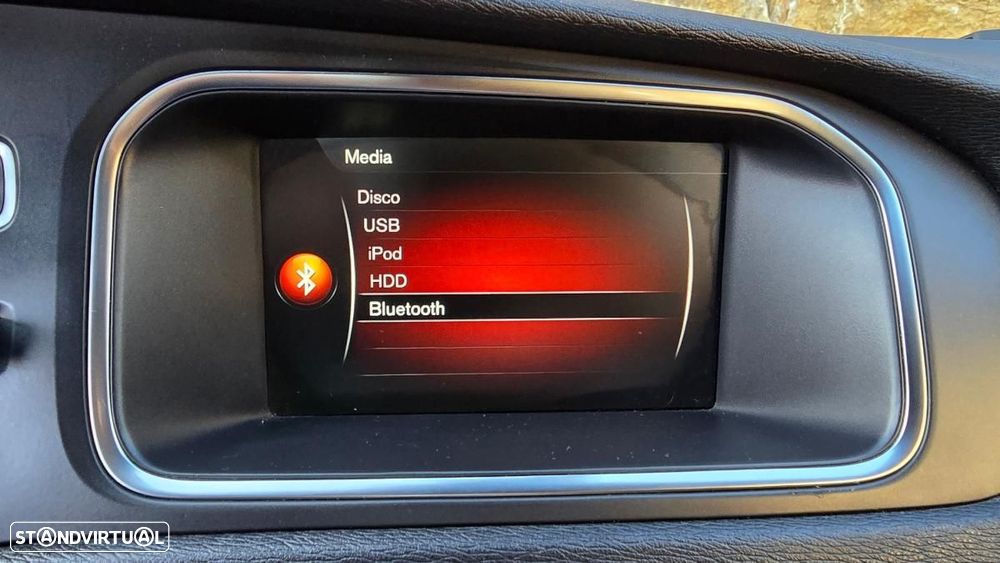 Media
Disco
USB
iPod
HDD
Bluetooth
STANDVIRTUAL